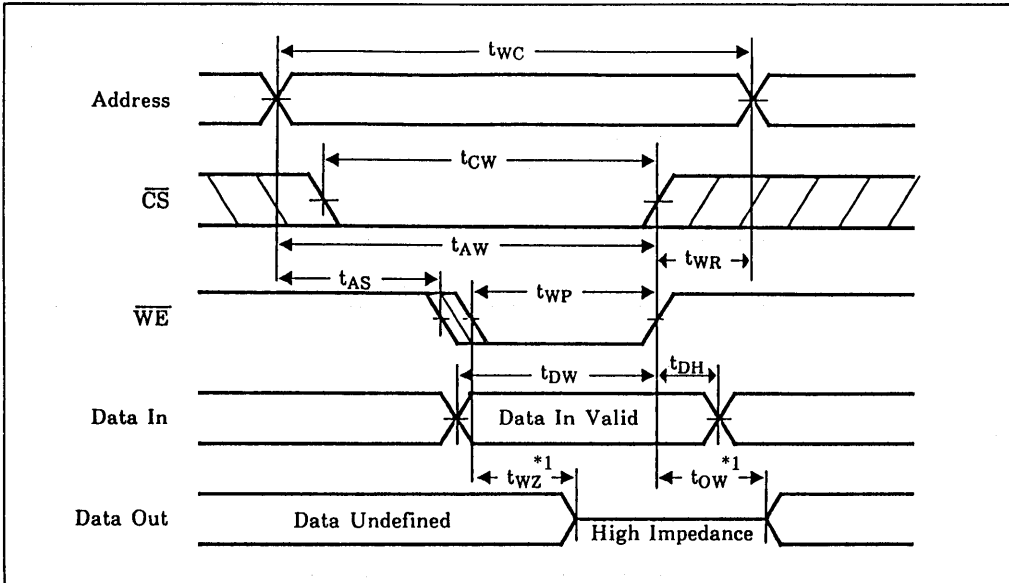 tWC
Address
tCW
CS
tAW
tWR
tAS
tWP
WE
tDW
tDH
Data In
Data In Valid
tWZ*1
tOW*1
Data Out
Data Undefined
High Impedance